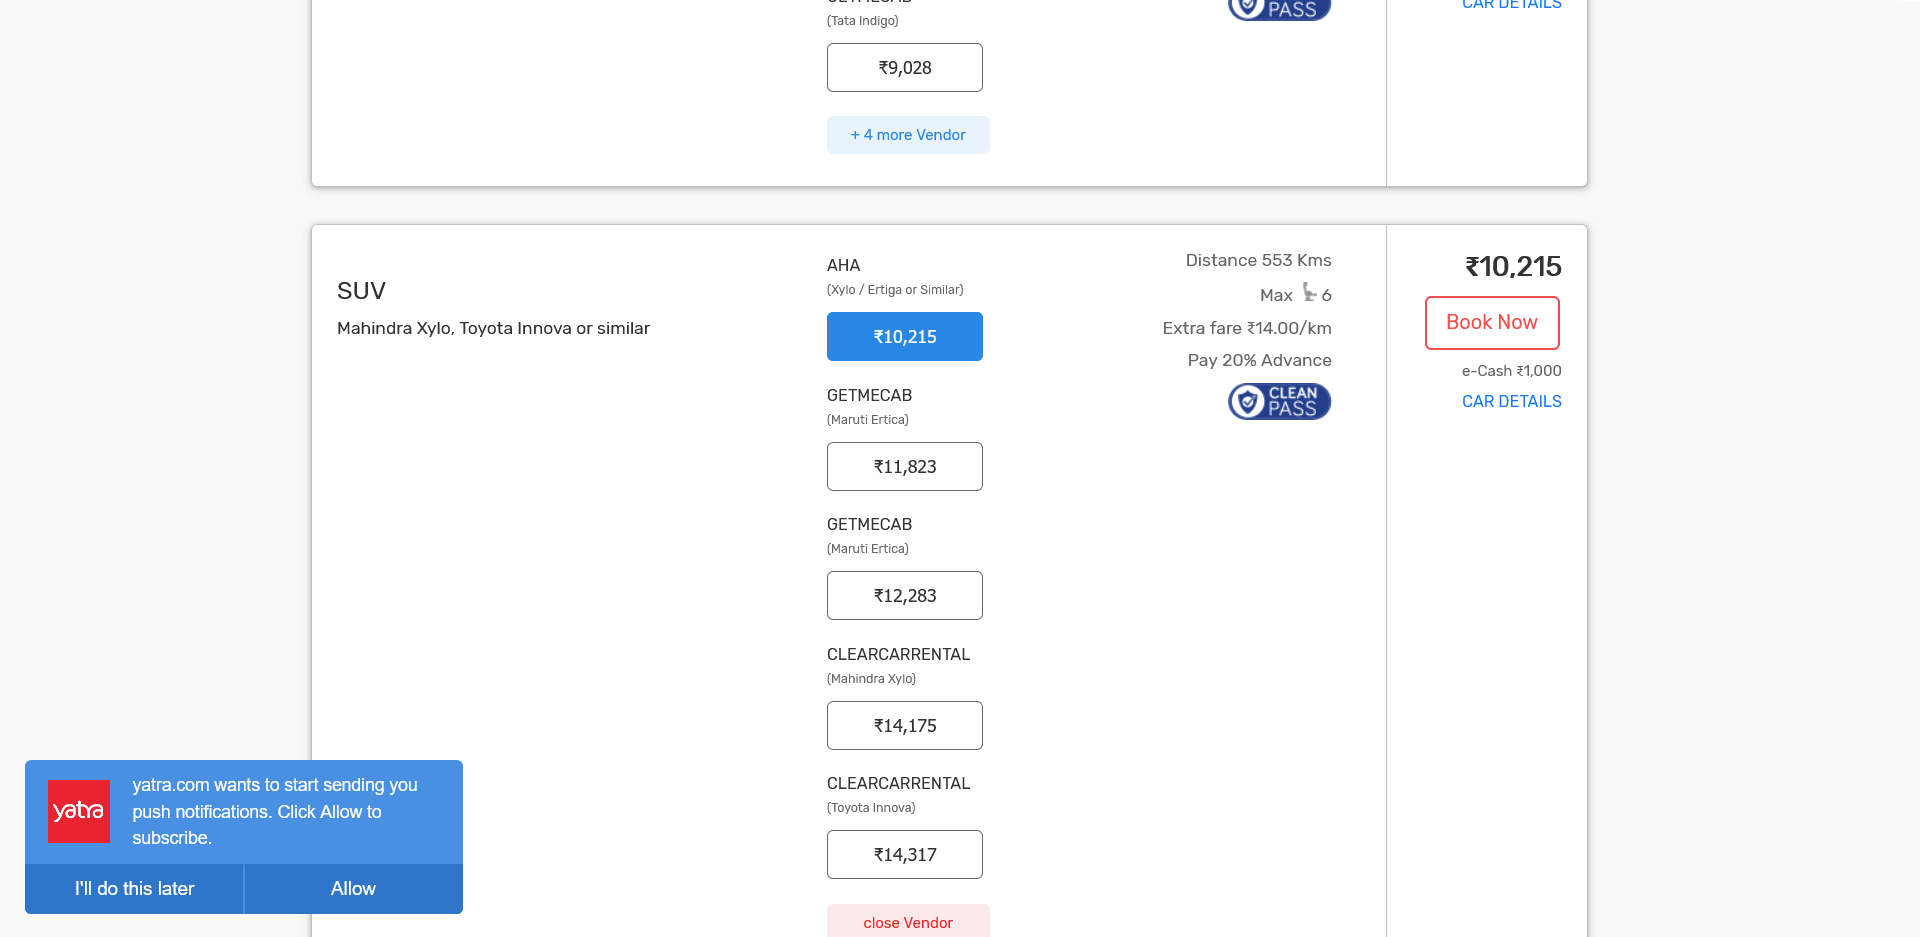 GETMECAB
(Tata Indigo)
₹9,028
+ 4 more Vendor
PASS
CAR DETAILS
SUV
Mahindra Xylo, Toyota Innova or similar
AHA
(Xylo / Ertiga or Similar)
₹10,215
GETMECAB
(Maruti Ertica)
₹11,823
GETMECAB
(Maruti Ertica)
₹12,283
CLEARCARRENTAL
(Mahindra Xylo)
₹14,175
CLEARCARRENTAL
(Toyota Innova)
₹14,317
close Vendor
Distance 553 Kms
Max 6
Extra fare ₹14.00/km
Pay 20% Advance
CLEAN
PASS
₹10,215
Book Now
e-Cash ₹1,000
CAR DETAILS
yatra
yatra.com wants to start sending you
push notifications. Click Allow to
subscribe.
I'll do this later
Allow